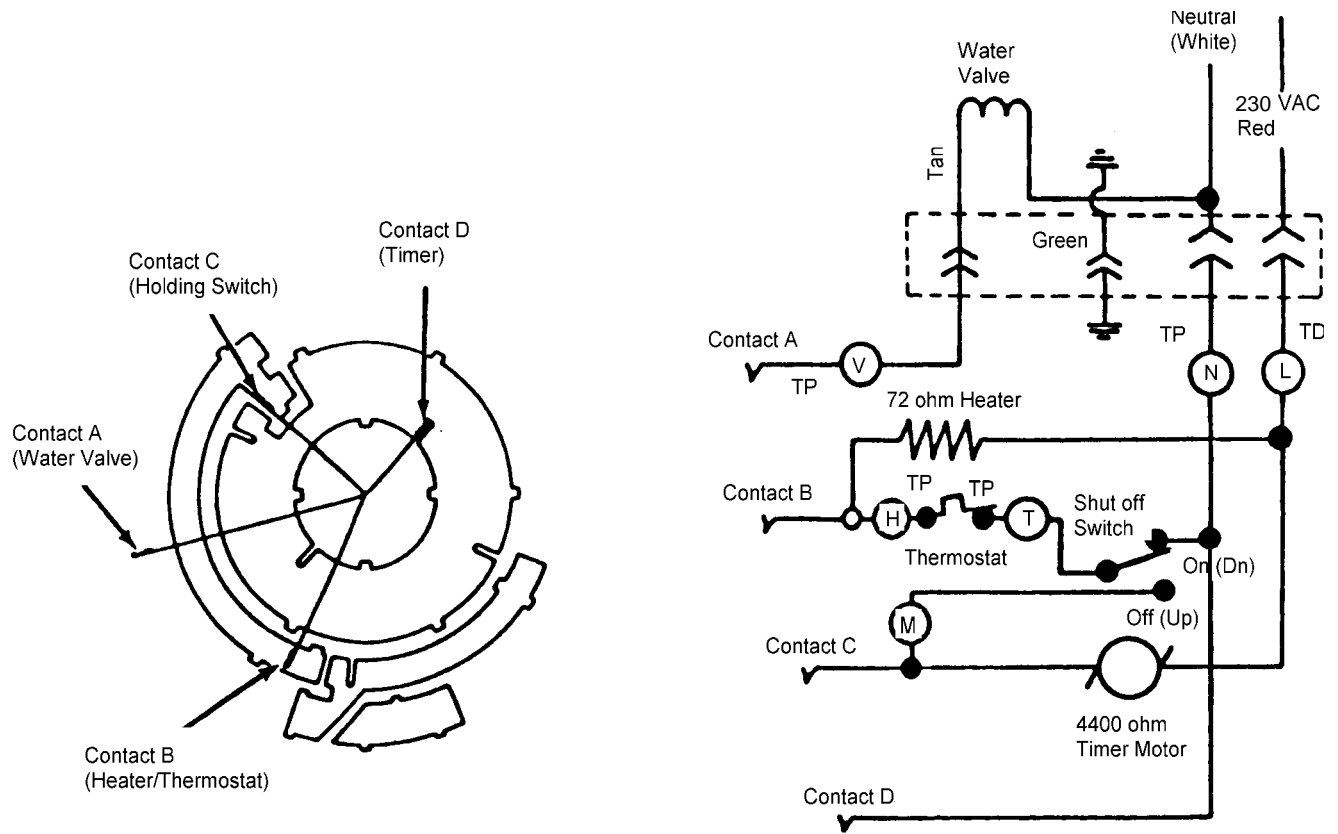 Contact D
(Timer)
Contact C
(Holding Switch)
Contact A
(Water Valve)
Contact B
(Heater/Thermostat)
Neutral
(White)
Water
Valve
230 VAC
Red
Tan
Green
TP
TD
Contact A
TP
V
N
L
72 ohm Heater
TP
TP
Contact B
H
T
Shut off
Switch
Thermostat
On (Dn)
Off (Up)
M
Contact C
4400 ohm
Timer Motor
Contact D